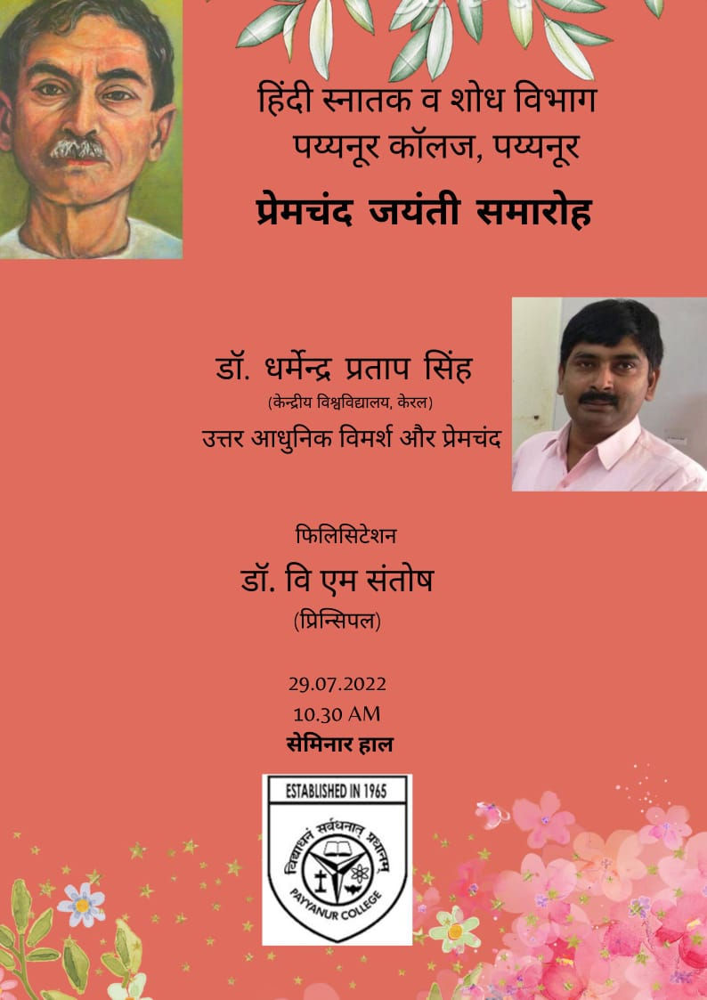 हिंदी स्नातक व शोध विभाग
पय्यनूर कॉलज, पय्यनूर
प्रेमचंद जयंती समारोह
डॉ. धर्मेन्द्र प्रताप सिंह
(केन्द्रीय विश्वविद्यालय, केरल)
उत्तर आधुनिक विमर्श और प्रेमचंद
फिलिसिटेशन
डॉ. वि एम संतोष
(प्रिन्सिपल)
29.07.2022
10.30 AM
सेमिनार हाल
ESTABLISHED IN 1965
विद्याधनं सर्वधनात् प्रधानम्
PAYYANUR COLLEGE